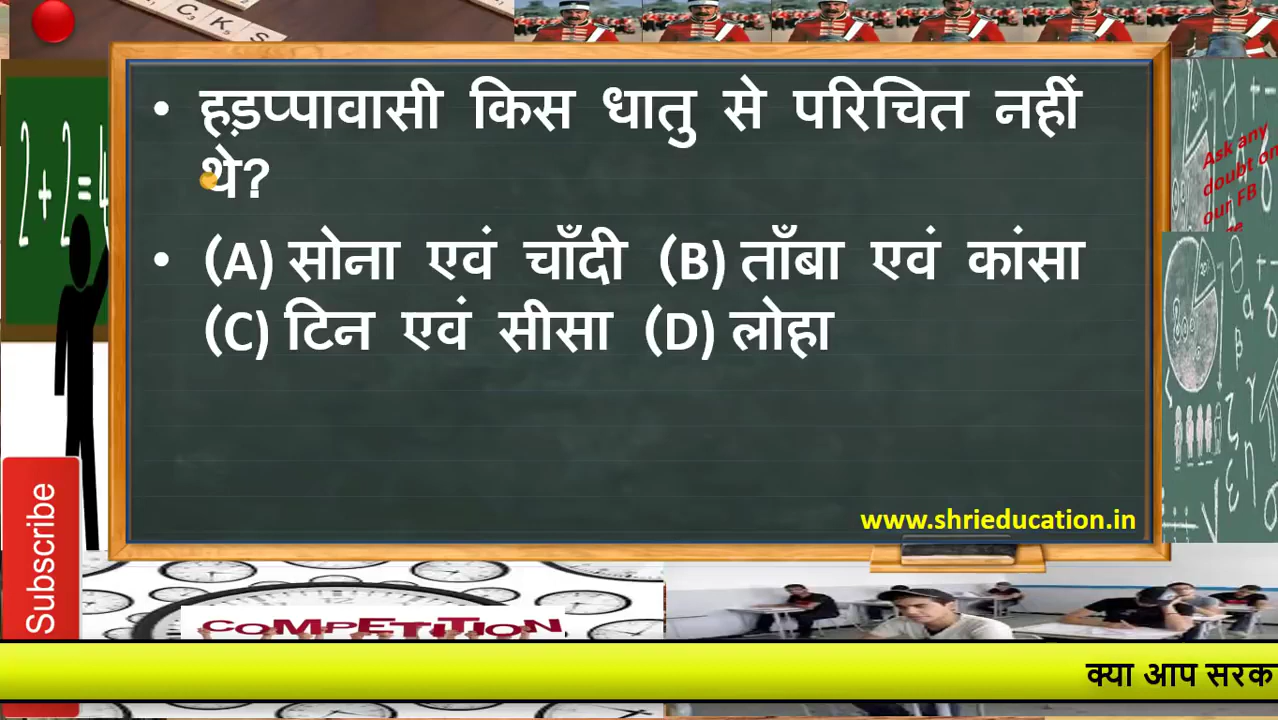 • हड़प्पावासी किस धातु से परिचित नहीं
थे?
• (A) सोना एवं चाँदी (B) ताँबा एवं कांसा
(C) टिन एवं सीसा (D) लोहा
www.shrieducation.in
2+2=4
Ask any
doubt on
our FB
Subscribe
COMPETITION
क्या आप सरक